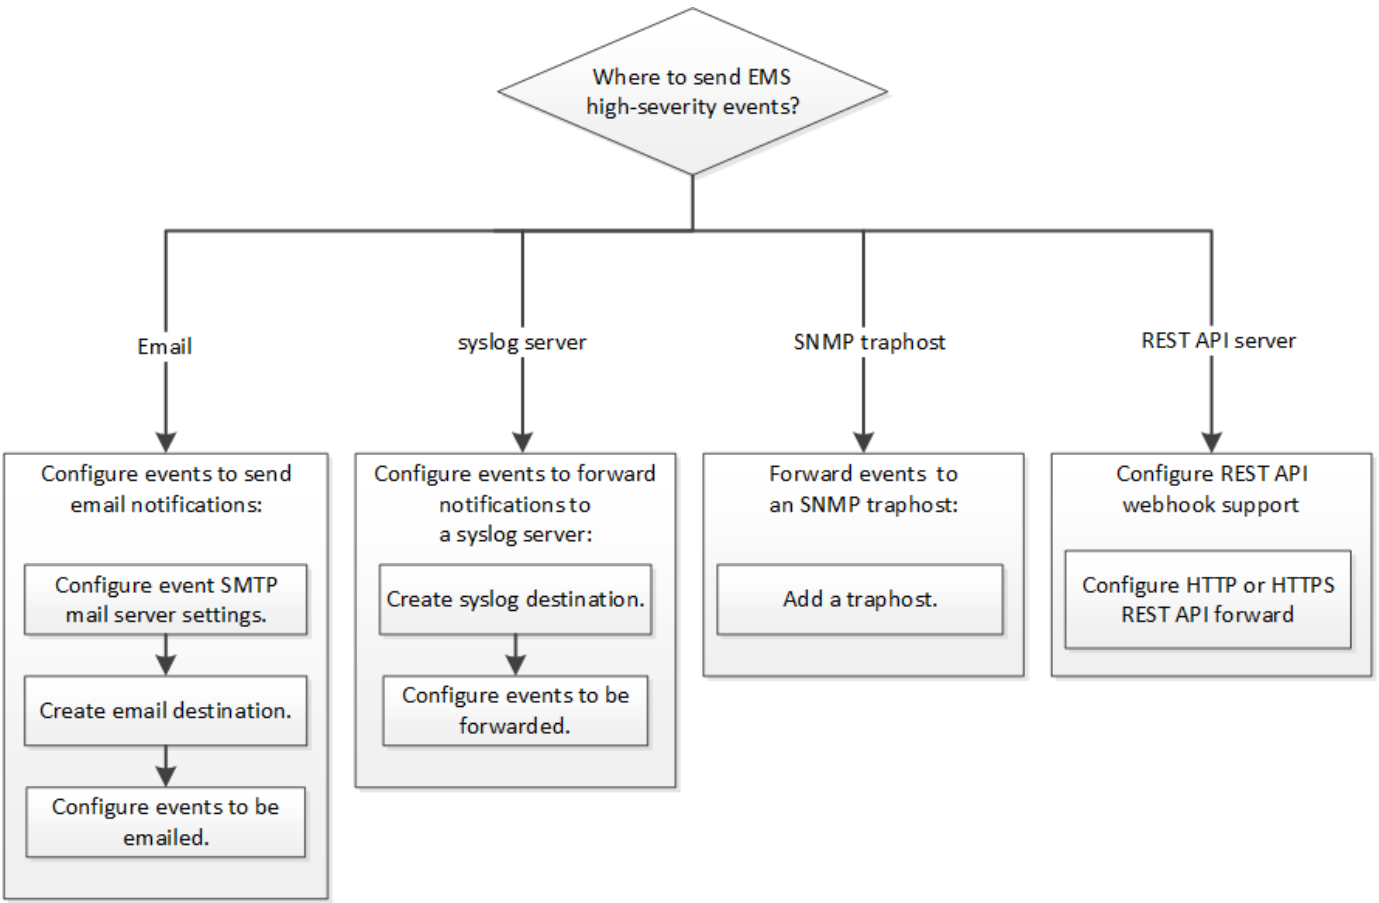 Where to send EMS
high-severity events?
Email
syslog server
SNMP traphost
REST API server
Configure events to send
email notifications:
Configure event SMTP
mail server settings.
Create email destination.
Configure events to be
emailed.
Configure events to forward
notifications to
a syslog server:
Create syslog destination.
Configure events to be
forwarded.
Forward events to
an SNMP traphost:
Add a traphost.
Configure REST API
webhook support
Configure HTTP or HTTPS
REST API forward